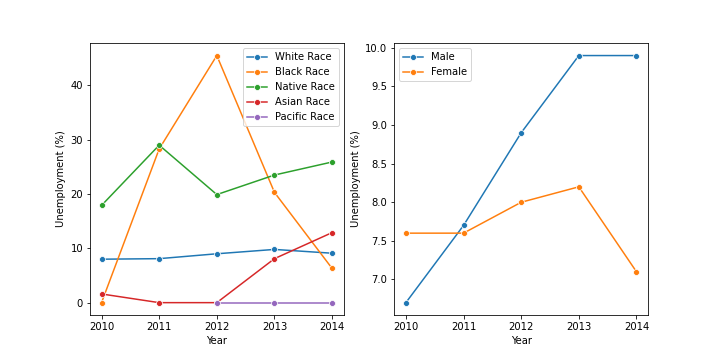 White Race
Black Race
Native Race
Asian Race
Pacific Race
40
30
20
10
0
Unemployment (%)
2010 2011 2012 2013 2014
Year
Male
Female
10.0
9.5
9.0
8.5
8.0
7.5
7.0
Unemployment (%)
2010 2011 2012 2013 2014
Year